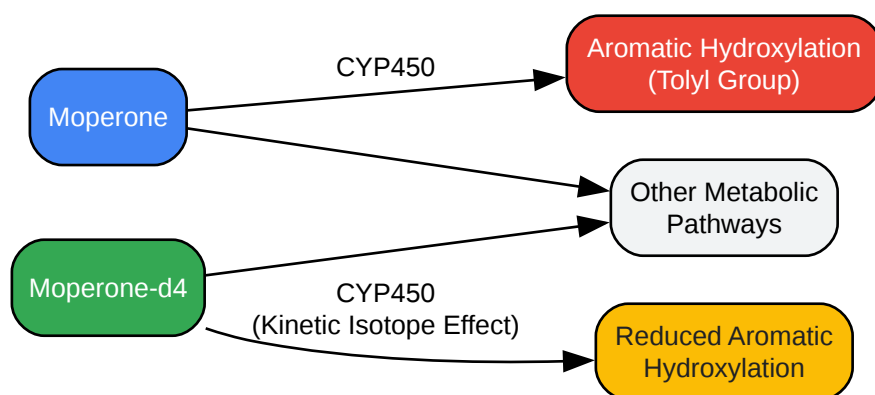 CYP450
Aromatic Hydroxylation
(Tolyl Group)
Moperone
Other Metabolic
Pathways
Moperone-d4
CYP450
(Kinetic Isotope Effect)
Reduced Aromatic
Hydroxylation